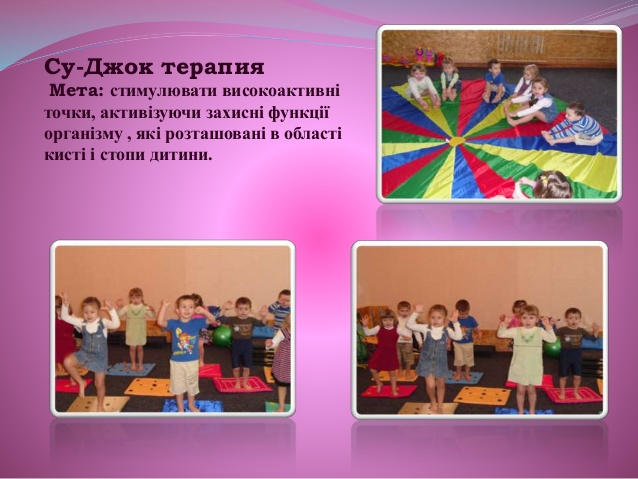 Су-Джок терапия
Мета: стимулювати високоактивні
точки, активізуючи захисні функції
організму , які розташовані в області
кисті і стопи дитини.